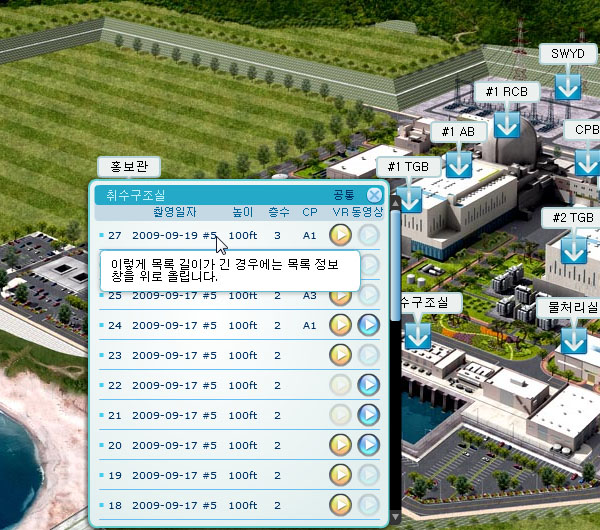 SWYD
#1 RCB
#1 AB
CPB
홍보관
#1 TGB
취수구조실 공통
촬영일자 높이 층수 CP VR 동영상
27 2009-09-19 #5 100ft 3 A1
이렇게 목록 길이가 긴 경우에는 목록 정보
창을 위로 올립니다.
25 2009-09-17 #5 100ft 2 A3
24 2009-09-17 #5 100ft 2 A1
23 2009-09-17 #5 100ft 2
22 2009-09-17 #5 100ft 2
21 2009-09-17 #5 100ft 2
20 2009-09-17 #5 100ft 2
19 2009-09-17 #5 100ft 2
18 2009-09-17 #5 100ft 2
#2 TGB
수구조실
물처리실